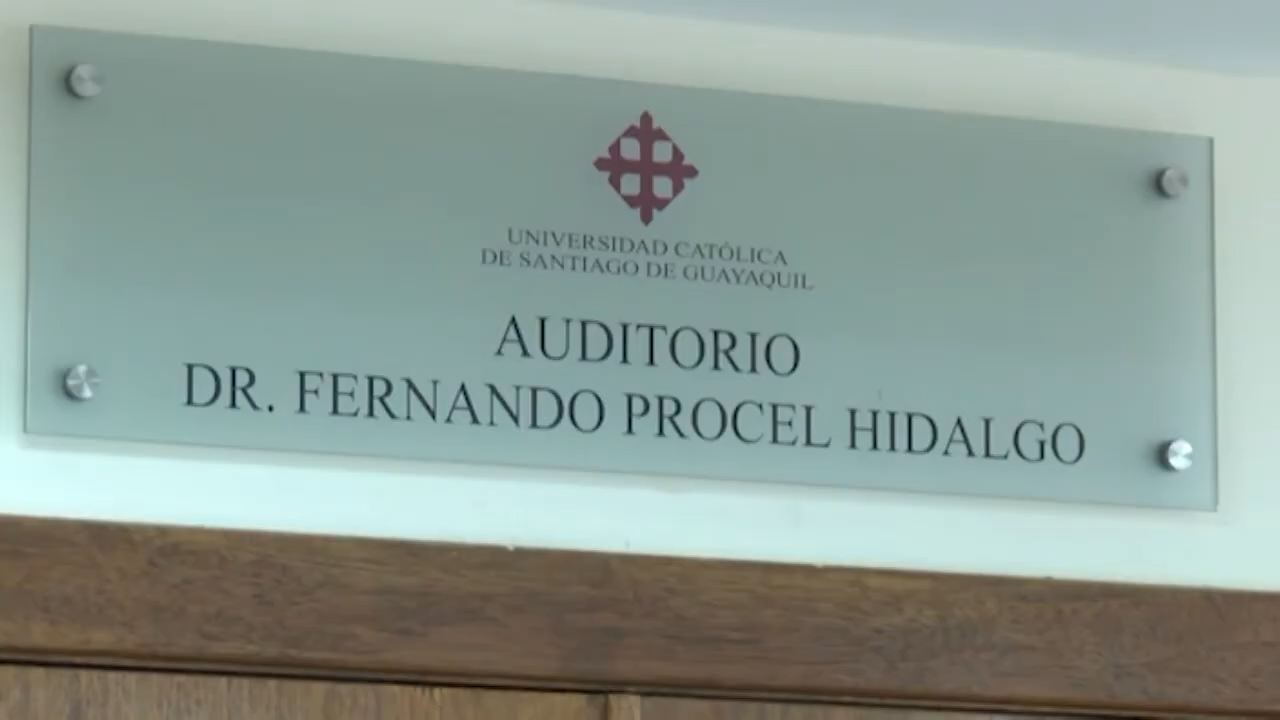 UNIVERSIDAD CATÓLICA
DE SANTIAGO DE GUAYAQUIL
AUDITORIO
DR. FERNANDO PROCEL HIDALGO